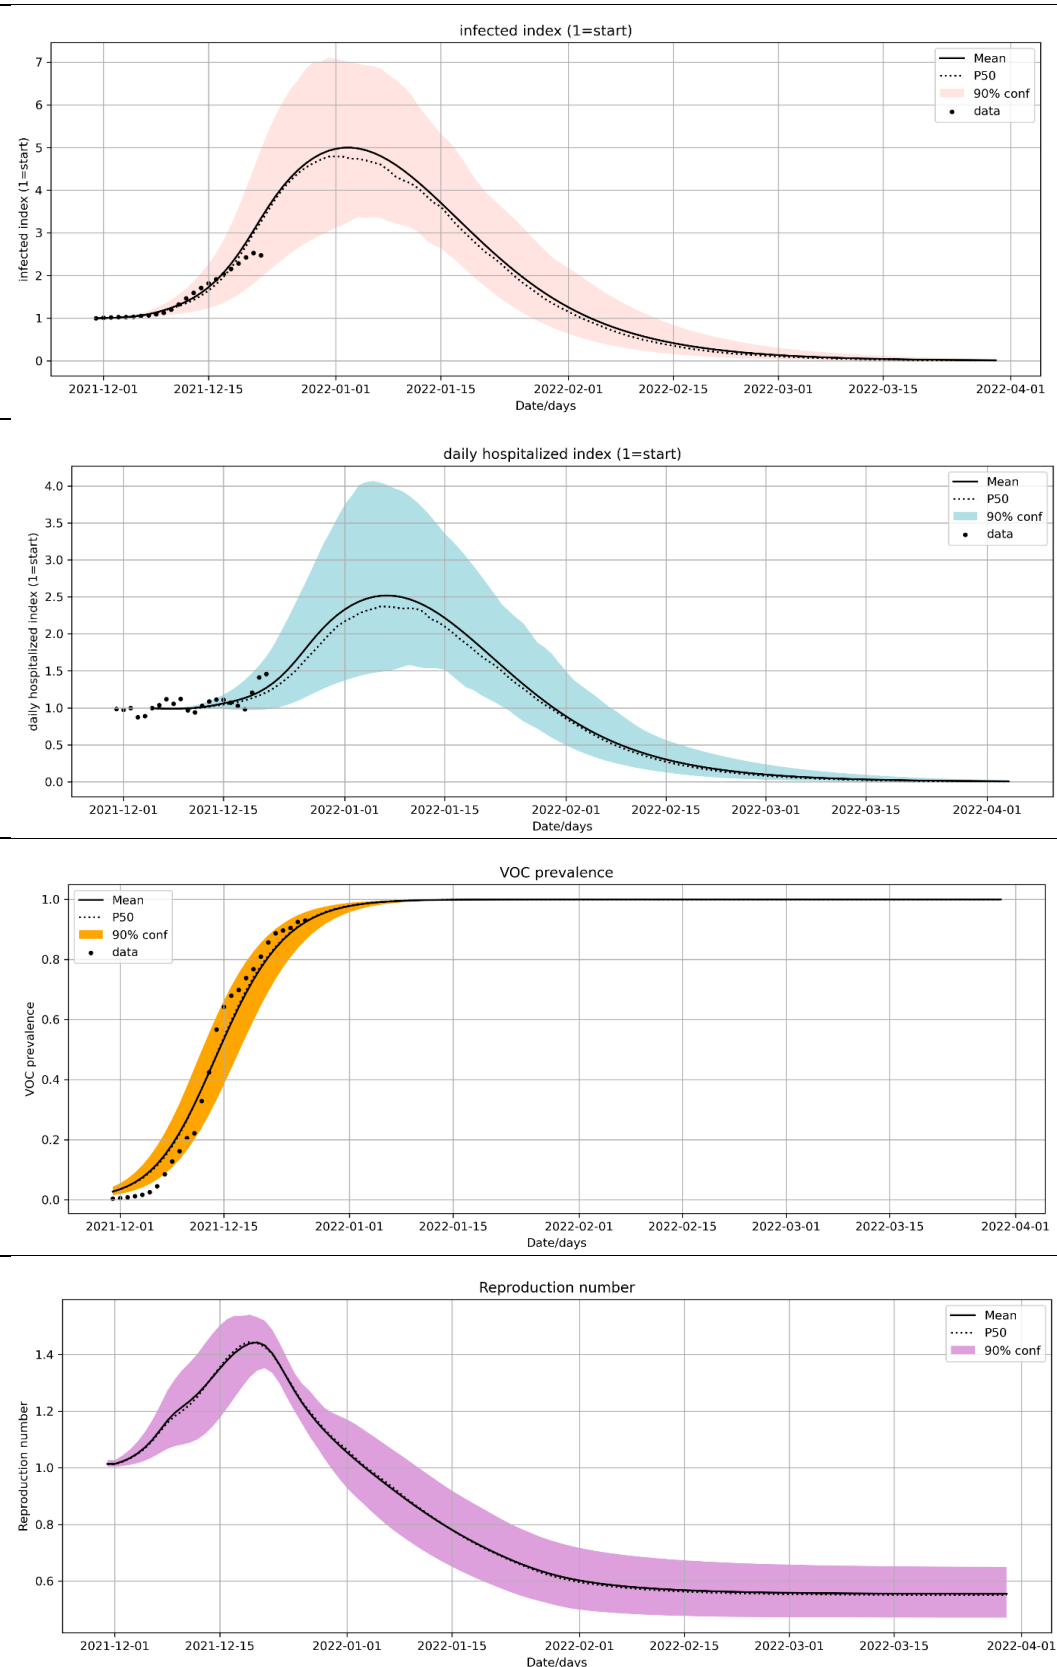 infected index (1=start)
infected index (1=start)
7
6
5
4
3
2
1
0
Mean
P50
90% conf
data
2021-12-01 2021-12-15 2022-01-01 2022-01-15 2022-02-01 2022-02-15 2022-03-01 2022-03-15 2022-04-01
Date/days
daily hospitalized index (1=start)
daily hospitalized index (1=start)
4.0
3.5
3.0
2.5
2.0
1.5
1.0
0.5
0.0
Mean
P50
90% conf
data
2021-12-01 2021-12-15 2022-01-01 2022-01-15 2022-02-01 2022-02-15 2022-03-01 2022-03-15 2022-04-01
Date/days
VOC prevalence
VOC prevalence
1.0
0.8
0.6
0.4
0.2
0.0
Mean
P50
90% conf
data
2021-12-01 2021-12-15 2022-01-01 2022-01-15 2022-02-01 2022-02-15 2022-03-01 2022-03-15 2022-04-01
Date/days
Reproduction number
Reproduction number
1.4
1.2
1.0
0.8
0.6
Mean
P50
90% conf
2021-12-01 2021-12-15 2022-01-01 2022-01-15 2022-02-01 2022-02-15 2022-03-01 2022-03-15 2022-04-01
Date/days